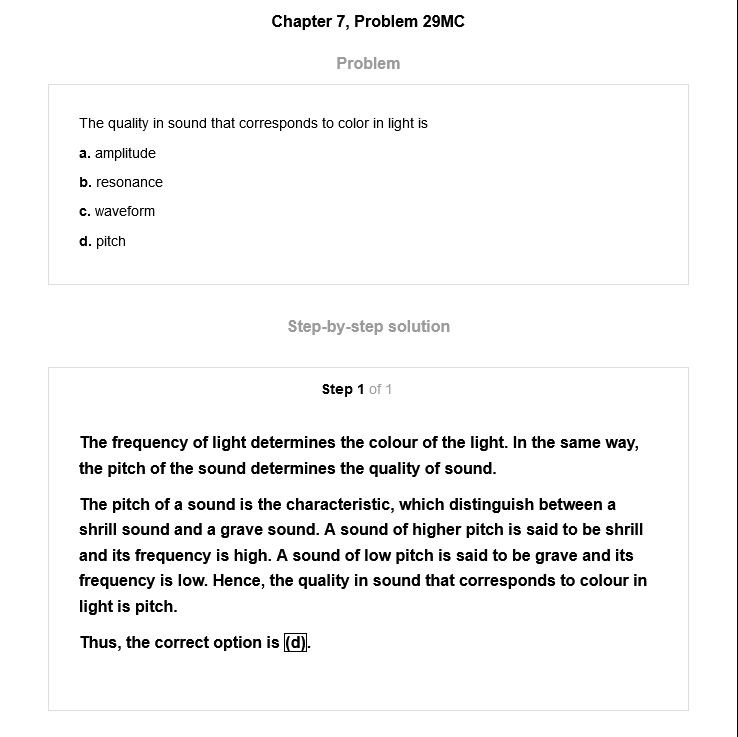 Chapter 7, Problem 29MC
Problem
The quality in sound that corresponds to color in light is
a. amplitude
b. resonance
c. waveform
d. pitch
Step-by-step solution
Step 1 of 1
The frequency of light determines the colour of the light. In the same way,
the pitch of the sound determines the quality of sound.
The pitch of a sound is the characteristic, which distinguish between a
shrill sound and a grave sound. A sound of higher pitch is said to be shrill
and its frequency is high. A sound of low pitch is said to be grave and its
frequency is low. Hence, the quality in sound that corresponds to colour in
light is pitch.
Thus, the correct option is (d).